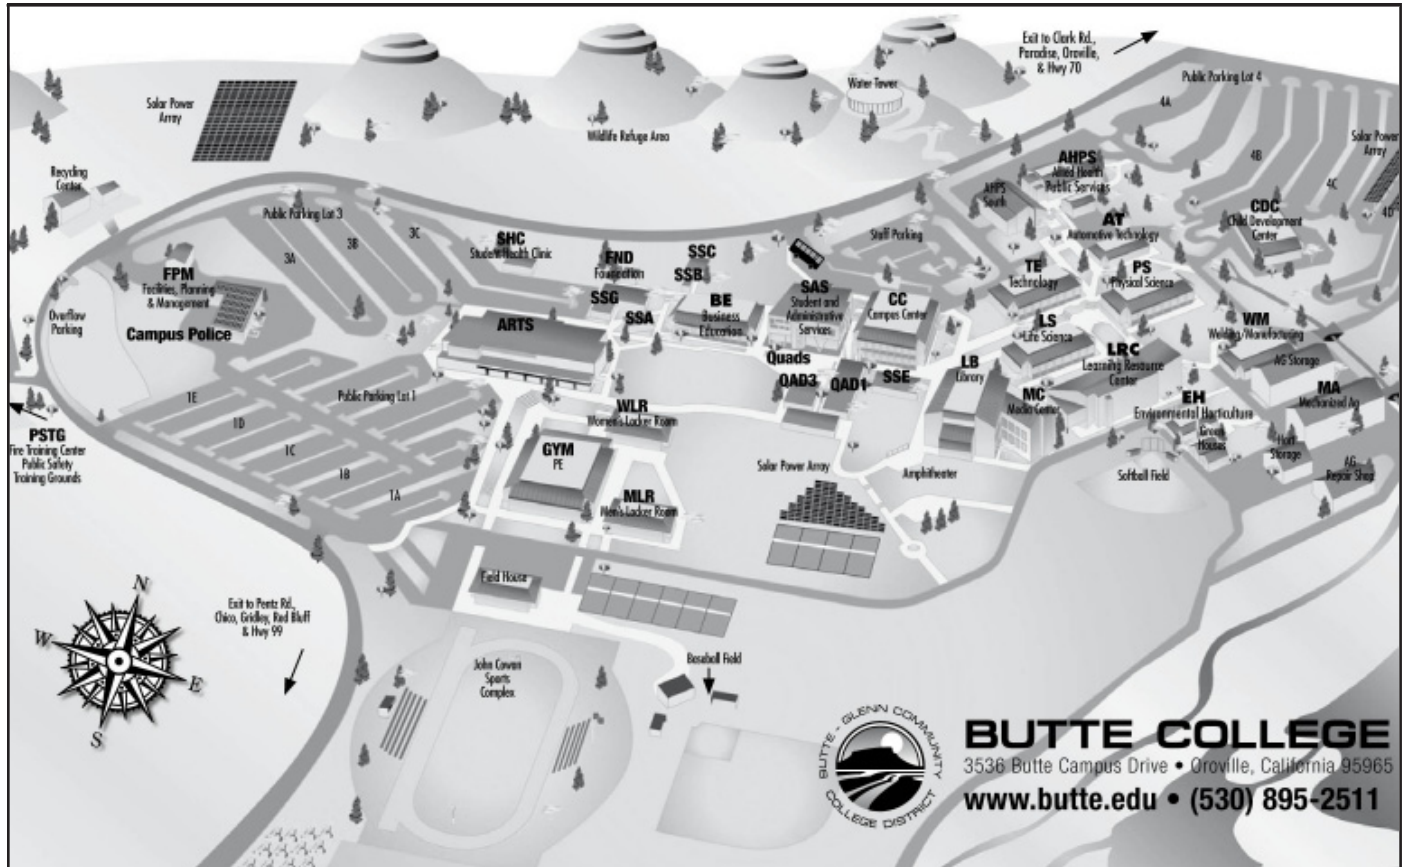 Exit to Clark Rd.,
Paradise, Oroville,
& Hwy 70
Public Parking Lot 4
4A
Solar Power
Array
Water Tower
Wildlife Refuge Area
Solar Power
Array
4B
AHPS
Allied Health
Public Services
Recycling
Center
AHPS
South
4C
CDC
Child Development
Center
4D
Public Parking Lot 3
3C
3B
3A
SHC
Student Health Clinic
AT
Automotive Technology
Staff Parking
FND
Foundation
SSC
SSB
TE
Technology
PS
Physical Science
FPM
Facilities, Planning
& Management
SAS
Student and
Administrative
Services
SSG
BE
Business
Education
CC
Campus Center
Overflow
Parking
SSA
ARTS
LS
Life Science
WM
Welding/Manufacturing
Campus Police
LRC
Learning Resource
Center
AG Storage
Quads
QAD3
QAD1
SSE
LB
Library
MC
Media Center
EH
Environmental Horticulture
MA
Mechanized Ag
1E
Public Parking Lot 1
WLR
Women's Locker Room
1D
PSTG
Fire Training Center
Public Safety
Training Grounds
Green
Houses
Hort
Storage
1C
GYM
PE
1B
Solar Power Array
Amphitheater
Softball Field
AG
Repair Shop
1A
MLR
Men's Locker Room
Field House
N
W
E
S
Exit to Pentz Rd.,
Chico, Gridley, Red Bluff
& Hwy 99
John Cowan
Sports
Complex
Baseball Field
BUTTE - GLENN COMMUNITY
COLLEGE DISTRICT
BUTTE COLLEGE
3536 Butte Campus Drive • Oroville, California 95965
www.butte.edu • (530) 895-2511